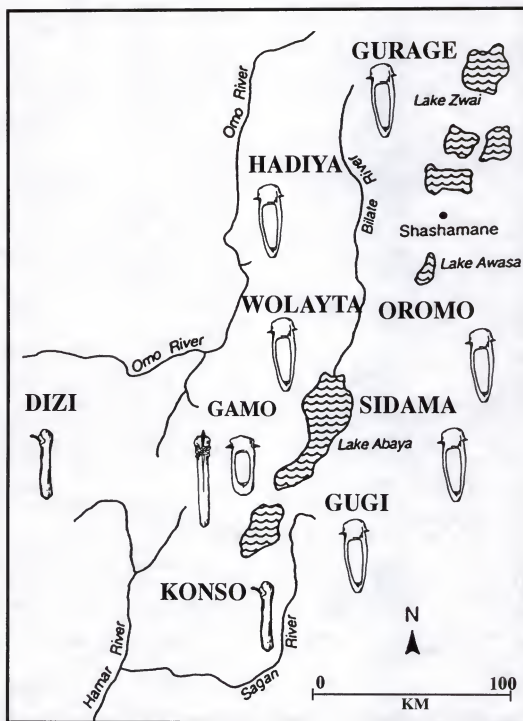 GURAGE
Lake Zwai
Omo River
HADIYA
Bilate River
Shashamane
Lake Awasa
WOLAYTA
OROMO
Omo River
DIZI
GAMO
SIDAMA
Lake Abaya
GUGI
KONSO
N
Hamar River
Sagan River
0 100
KM